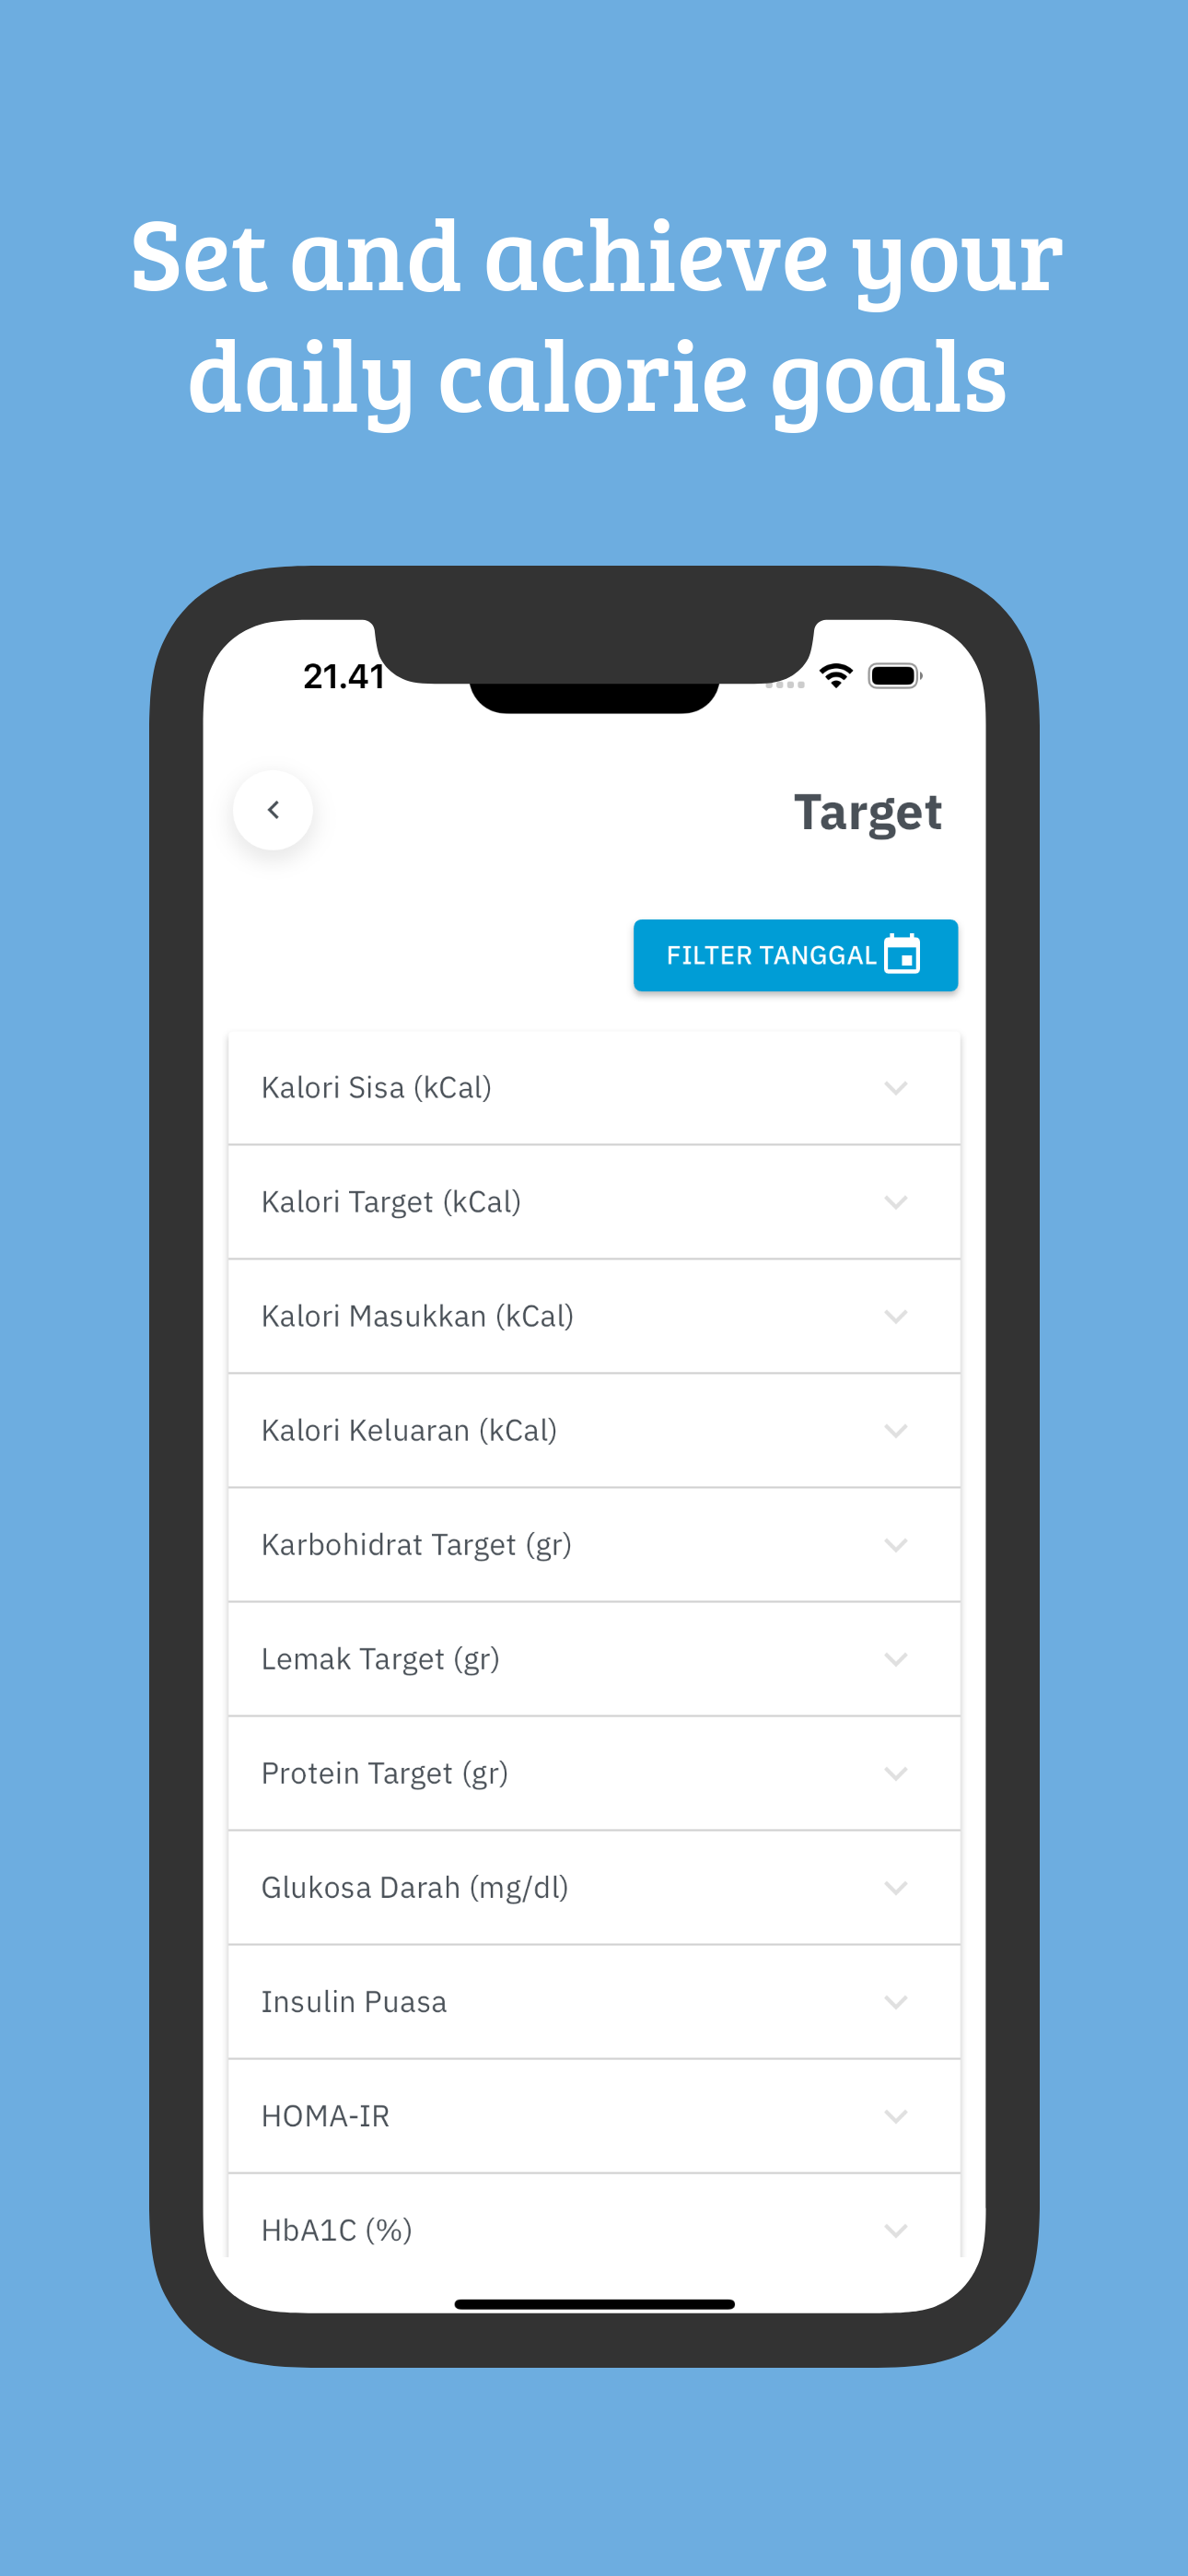 Set and achieve your
daily calorie goals
21.41
Target
FILTER TANGGAL
Kalori Sisa (kCal)
Kalori Target (kCal)
Kalori Masukkan (kCal)
Kalori Keluaran (kCal)
Karbohidrat Target (gr)
Lemak Target (gr)
Protein Target (gr)
Glukosa Darah (mg/dl)
Insulin Puasa
HOMA-IR
HbA1C (%)